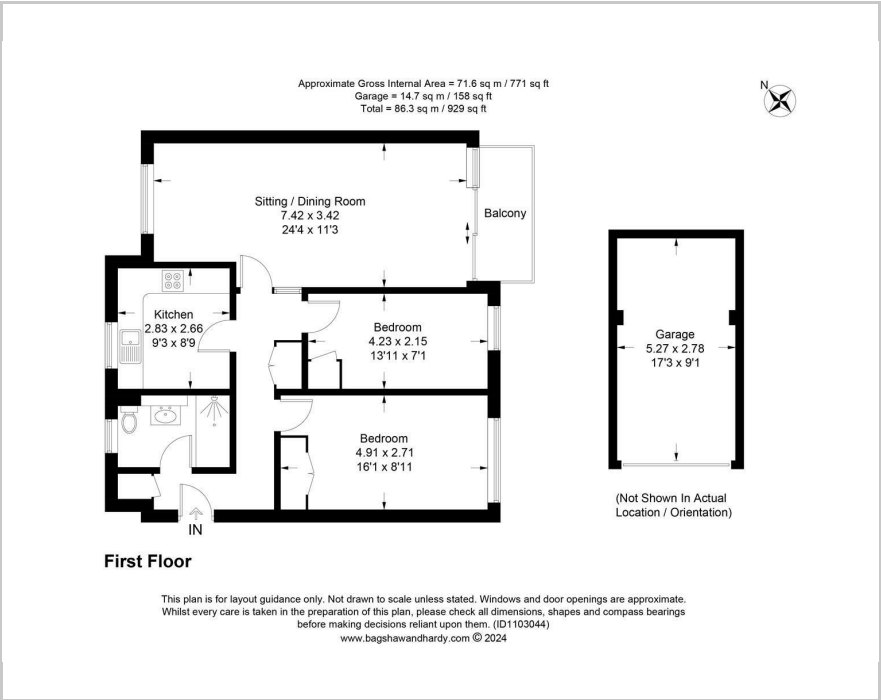 Approximate Gross Internal Area = 71.6 sq m / 771 sq ft
Garage = 14.7 sq m / 158 sq ft
Total = 86.3 sq m / 929 sq ft
N
Sitting / Dining Room
7.42 x 3.42
24'4 x 11'3
Balcony
Kitchen
2.83 x 2.66
9'3 x 8'9
Bedroom
4.23 x 2.15
13'11 x 7'1
Garage
5.27 x 2.78
17'3 x 9'1
Bedroom
4.91 x 2.71
16'1 x 8'11
IN
(Not Shown In Actual
Location / Orientation)
First Floor
This plan is for layout guidance only. Not drawn to scale unless stated. Windows and door openings are approximate.
Whilst every care is taken in the preparation of this plan, please check all dimensions, shapes and compass bearings
before making decisions reliant upon them. (ID1103044)
www.bagshawandhardy.com © 2024